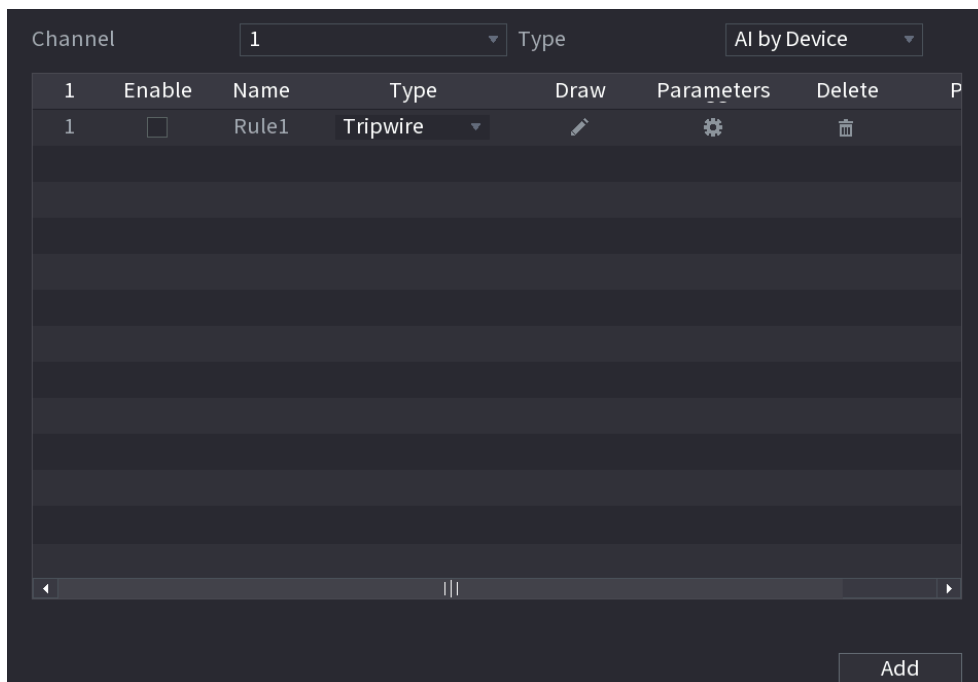 Channel 1 Type AI by Device
1 Enable Name Type Draw Parameters Delete P
1 Rule1 Tripwire
Add